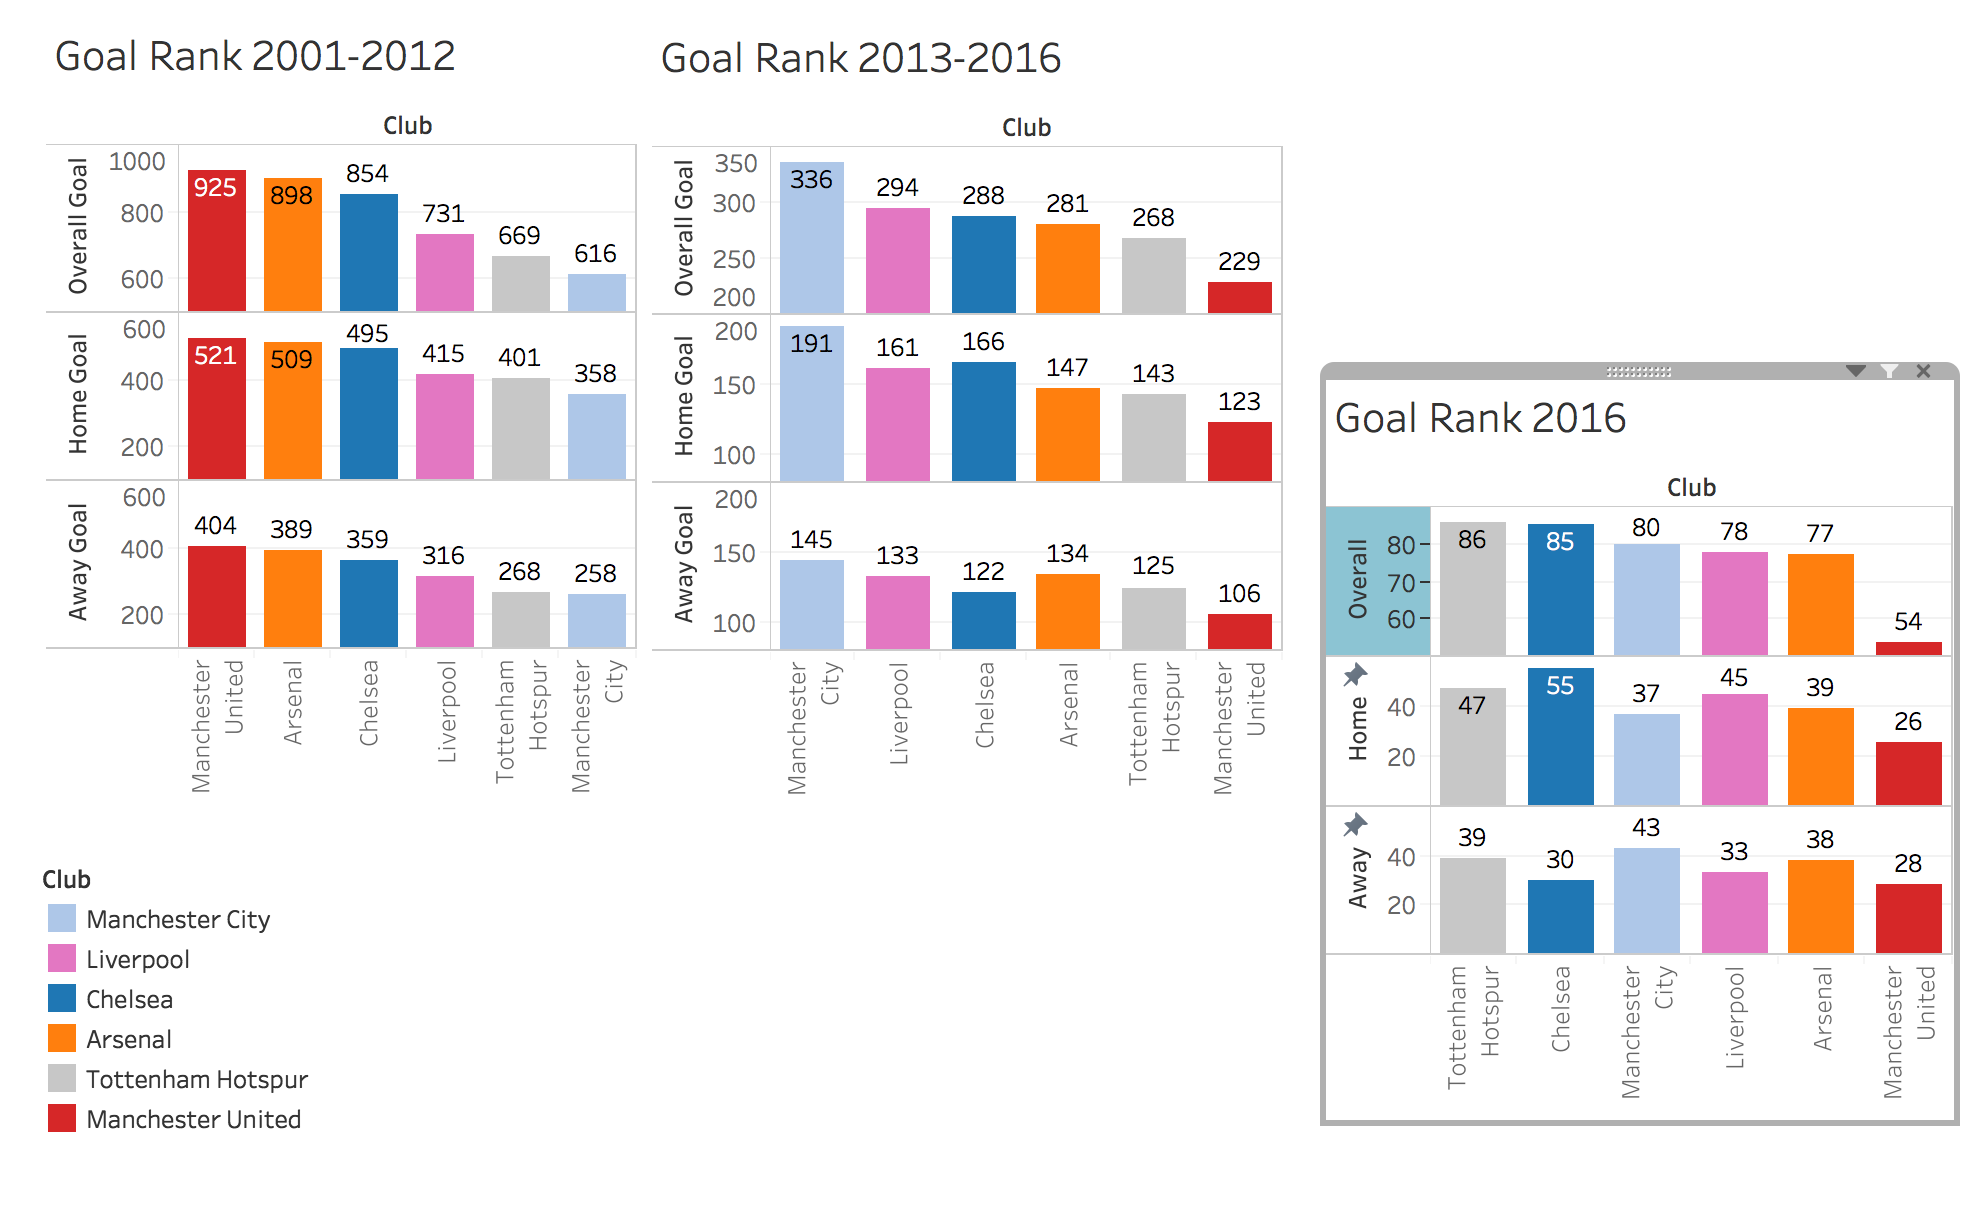 Goal Rank 2001-2012
Club
Overall Goal
1000
800
600
925
898
854
731
669
616
Home Goal
600
400
200
521
509
495
415
401
358
Away Goal
600
400
200
404
389
359
316
268
258
Manchester
United
Arsenal
Chelsea
Liverpool
Tottenham
Hotspur
Manchester
City
Goal Rank 2013-2016
Club
Overall Goal
350
300
250
200
336
294
288
281
268
229
Home Goal
200
150
100
191
161
166
147
143
123
Away Goal
200
150
100
145
133
122
134
125
106
Manchester
City
Liverpool
Chelsea
Arsenal
Tottenham
Hotspur
Manchester
United
Goal Rank 2016
Club
Overall
80
70
60
86
85
80
78
77
54
Home
40
20
47
55
37
45
39
26
Away
40
20
39
30
43
33
38
28
Tottenham
Hotspur
Chelsea
Manchester
City
Liverpool
Arsenal
Manchester
United
Club
Manchester City
Liverpool
Chelsea
Arsenal
Tottenham Hotspur
Manchester United